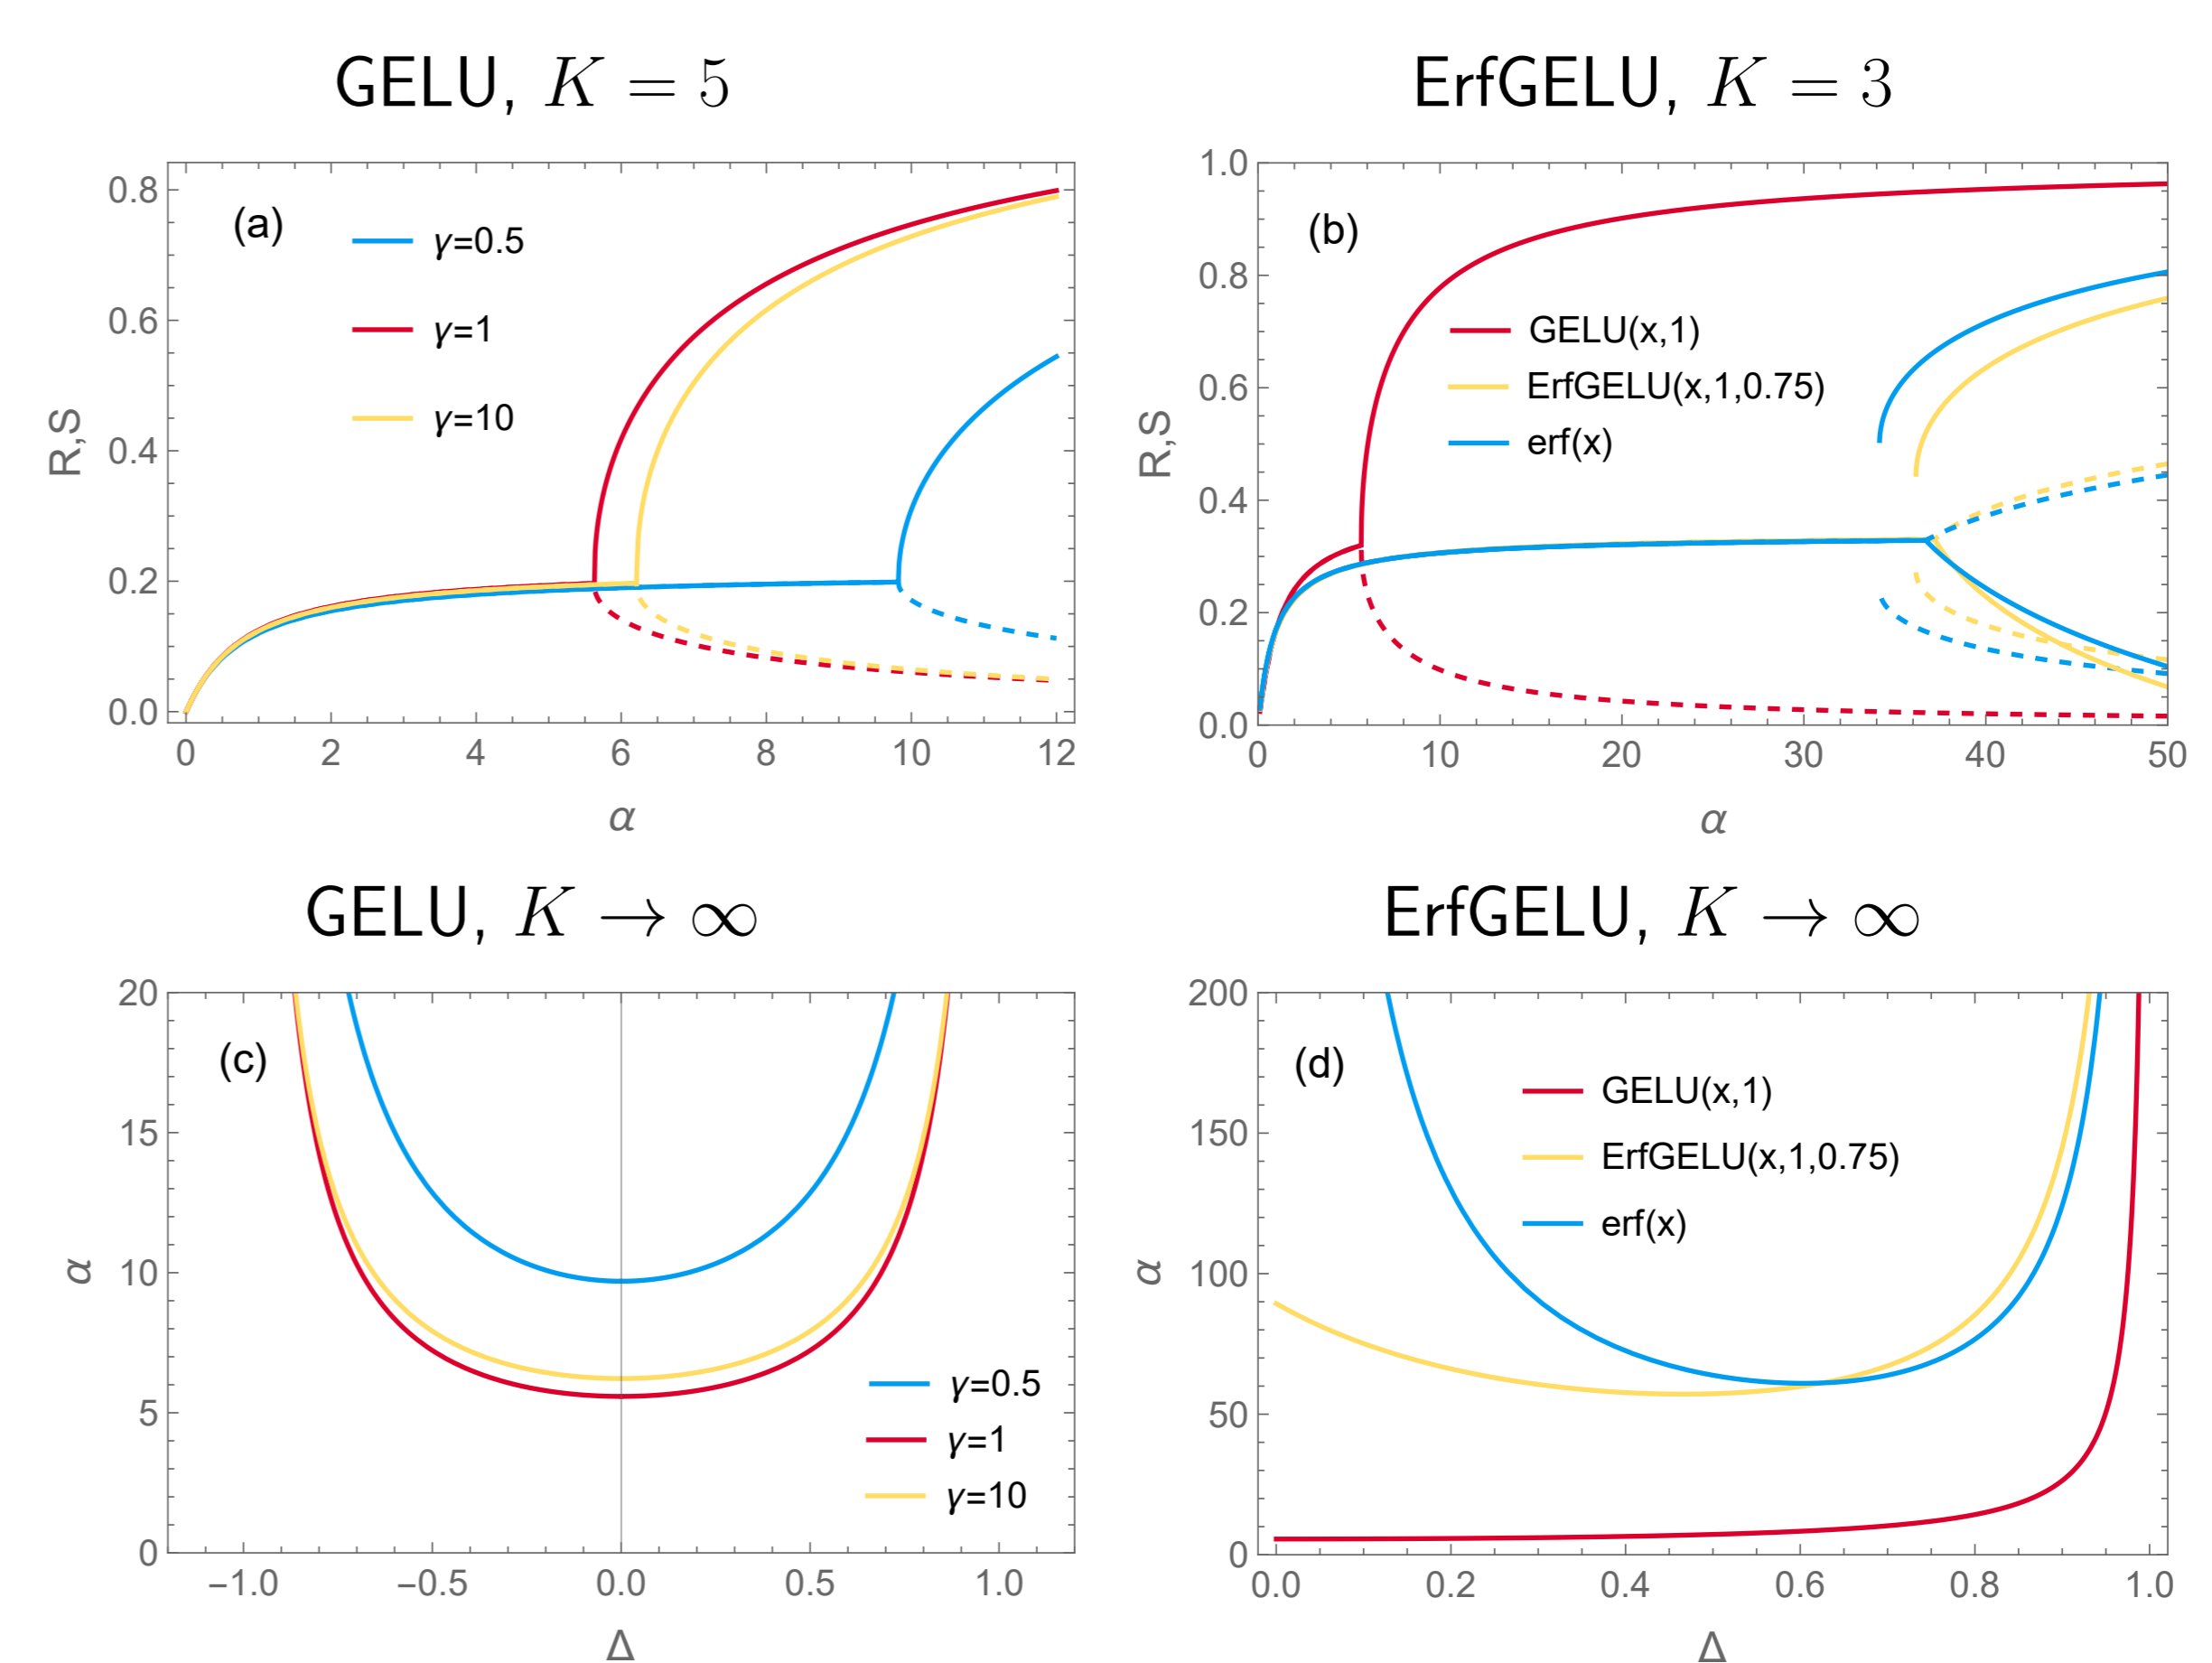 GELU, K = 5
ErfGELU, K = 3
(a)
γ=0.5
γ=1
γ=10
R,S
0.8
0.6
0.4
0.2
0.0
0 2 4 6 8 10 12
α
(b)
GELU(x,1)
ErfGELU(x,1,0.75)
erf(x)
R,S
1.0
0.8
0.6
0.4
0.2
0.0
0 10 20 30 40 50
α
GELU, K → ∞
ErfGELU, K → ∞
(c)
γ=0.5
γ=1
γ=10
α
20
15
10
5
0
−1.0 −0.5 0.0 0.5 1.0
Δ
(d)
GELU(x,1)
ErfGELU(x,1,0.75)
erf(x)
α
200
150
100
50
0
0.0 0.2 0.4 0.6 0.8 1.0
Δ